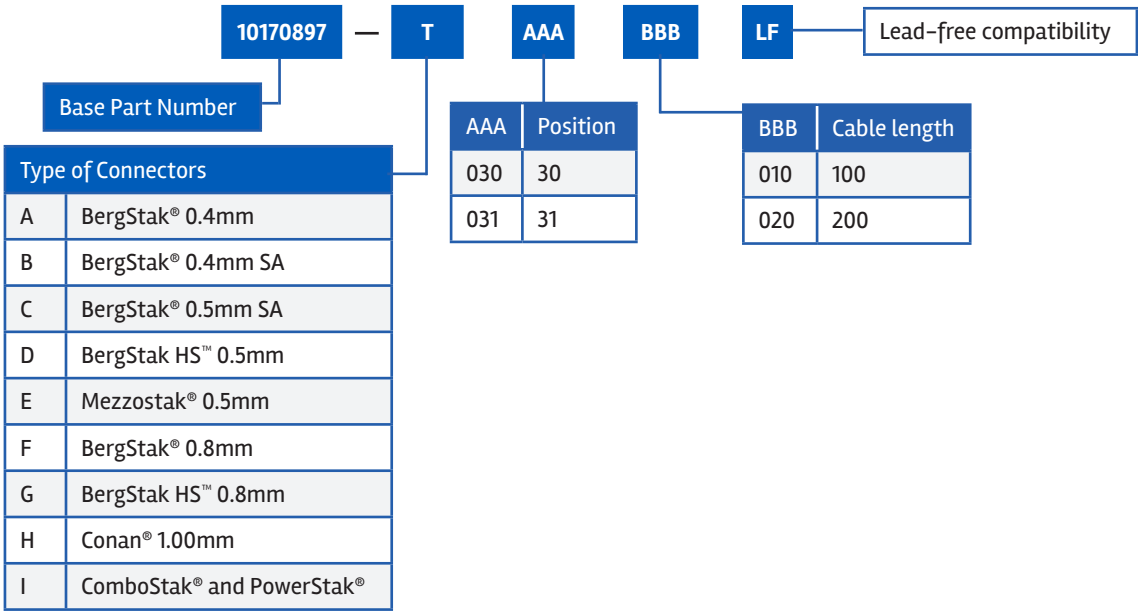 10170897 — T AAA BBB LF Lead-free compatibility
Base Part Number
Type of Connectors
A BergStak® 0.4mm
B BergStak® 0.4mm SA
C BergStak® 0.5mm SA
D BergStak HS™ 0.5mm
E Mezzostak® 0.5mm
F BergStak® 0.8mm
G BergStak HS™ 0.8mm
H Conan® 1.00mm
I ComboStak® and PowerStak®
AAA Position
030 30
031 31
BBB Cable length
010 100
020 200